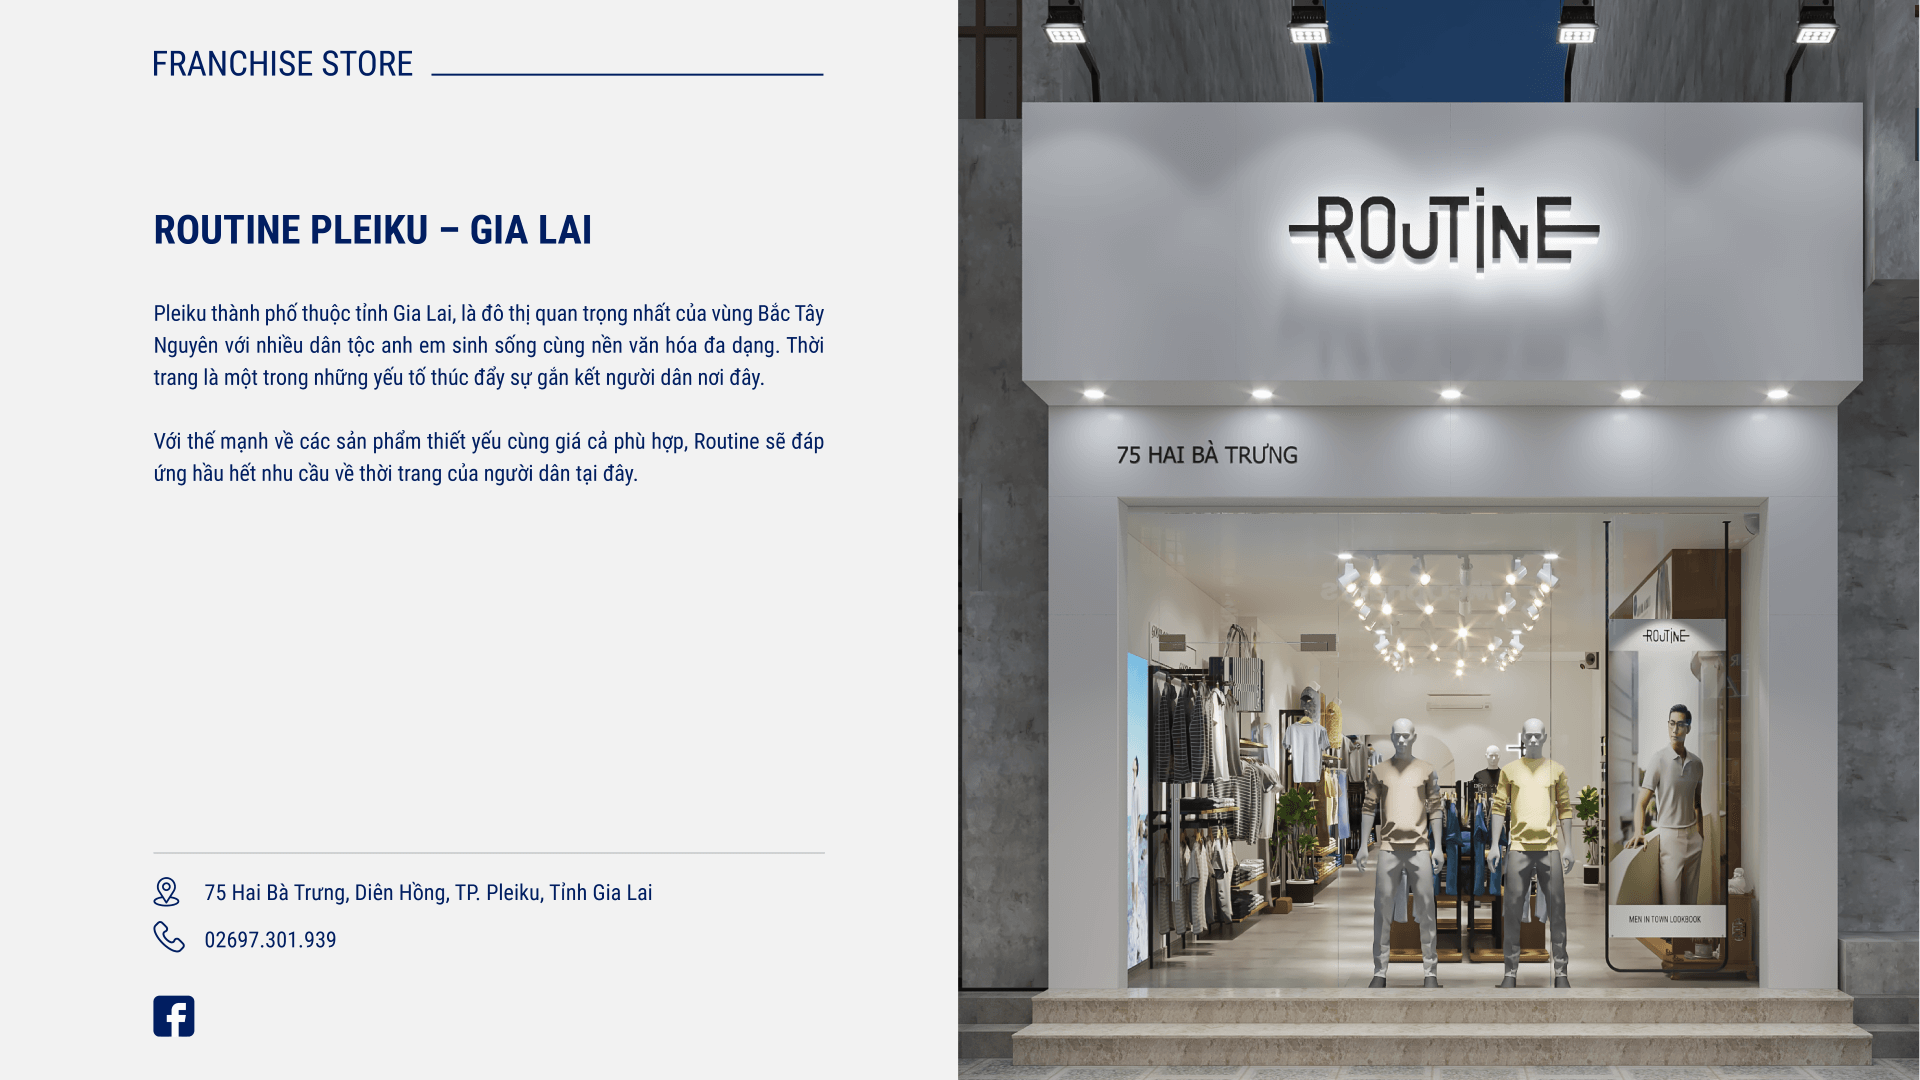 FRANCHISE STORE
ROUTINE PLEIKU – GIA LAI
Pleiku thành phố thuộc tỉnh Gia Lai, là đô thị quan trọng nhất của vùng Bắc Tây
Nguyên với nhiều dân tộc anh em sinh sống cùng nền văn hóa đa dạng. Thời
trang là một trong những yếu tố thúc đẩy sự gắn kết người dân nơi đây.
Với thế mạnh về các sản phẩm thiết yếu cùng giá cả phù hợp, Routine sẽ đáp
ứng hầu hết nhu cầu về thời trang của người dân tại đây.
75 Hai Bà Trưng, Diên Hồng, TP. Pleiku, Tỉnh Gia Lai
02697.301.939
ROUTINE
75 HAI BÀ TRƯNG
ROUTINE
MEN IN TOWN LOOKBOOK